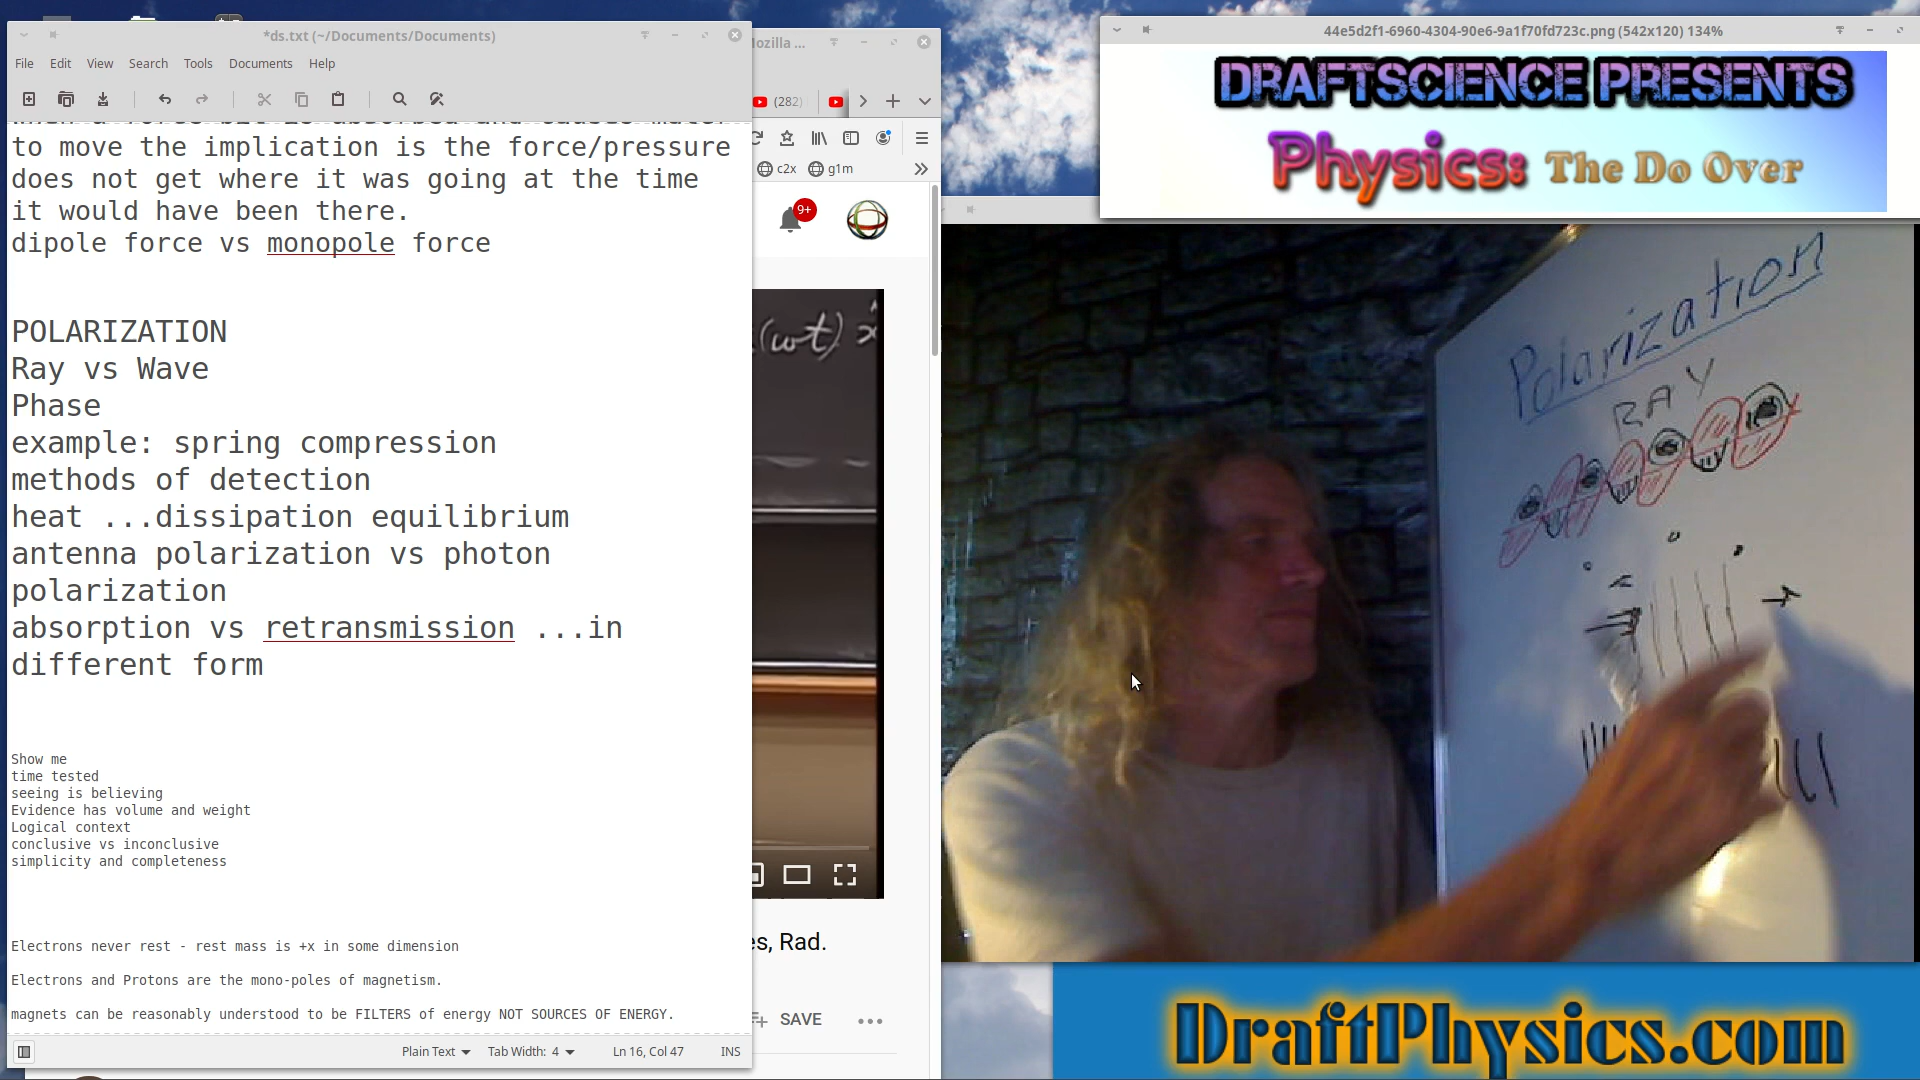 *ds.txt (~/Documents/Documents)
File Edit View Search Tools Documents Help
to move the implication is the force/pressure
does not get where it was going at the time
it would have been there.
dipole force vs monopole force
POLARIZATION
Ray vs Wave
Phase
example: spring compression
methods of detection
heat ...dissipation equilibrium
antenna polarization vs photon
polarization
absorption vs retransmission ...in
different form
Show me
time tested
seeing is believing
Evidence has volume and weight
Logical context
conclusive vs inconclusive
simplicity and completeness
Electrons never rest - rest mass is +x in some dimension
Electrons and Protons are the mono-poles of magnetism.
magnets can be reasonably understood to be FILTERS of energy NOT SOURCES OF ENERGY.
Plain Text Tab Width: 4 Ln 16, Col 47 INS
ozilla ...
(282)
c2x g1m
9+
(ωt) x̂
es, Rad.
SAVE
44e5d2f1-6960-4304-90e6-9a1f70fd723c.png (542x120) 134%
DRAFTSCIENCE PRESENTS
Physics: The Do Over
Polarization
RAY
DraftPhysics.com